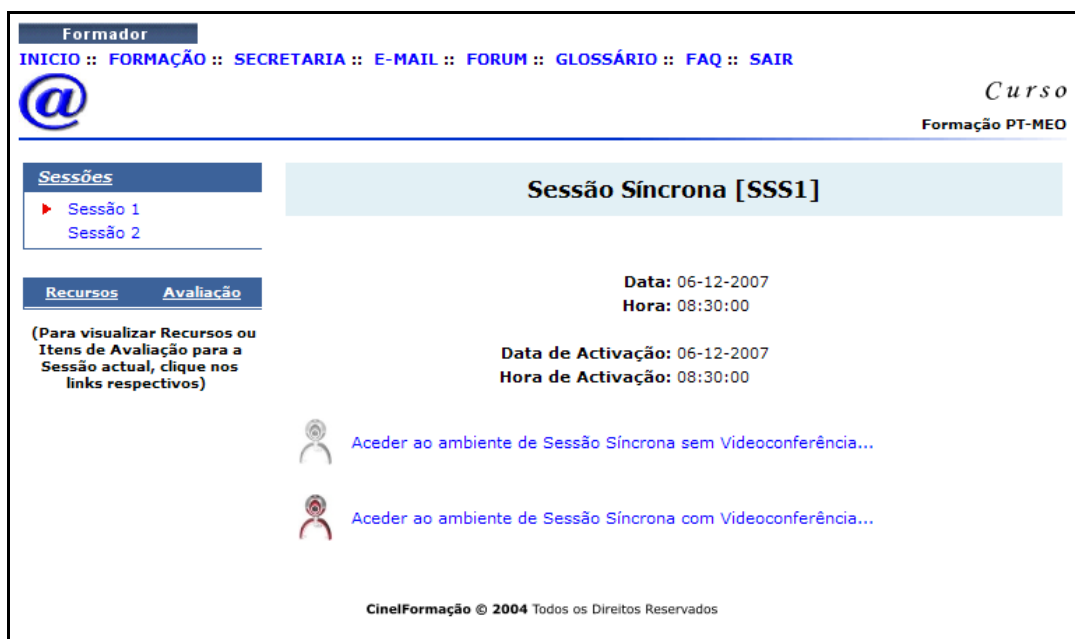 Formador
INICIO :: FORMAÇÃO :: SECRETARIA :: E-MAIL :: FORUM :: GLOSSÁRIO :: FAQ :: SAIR
@
Curso
Formação PT-MEO
Sessões
Sessão 1
Sessão 2
Recursos Avaliação
(Para visualizar Recursos ou
Itens de Avaliação para a
Sessão actual, clique nos
links respectivos)
Sessão Síncrona [SSS1]
Data: 06-12-2007
Hora: 08:30:00
Data de Activação: 06-12-2007
Hora de Activação: 08:30:00
Aceder ao ambiente de Sessão Síncrona sem Videoconferência...
Aceder ao ambiente de Sessão Síncrona com Videoconferência...
CinelFormação © 2004 Todos os Direitos Reservados